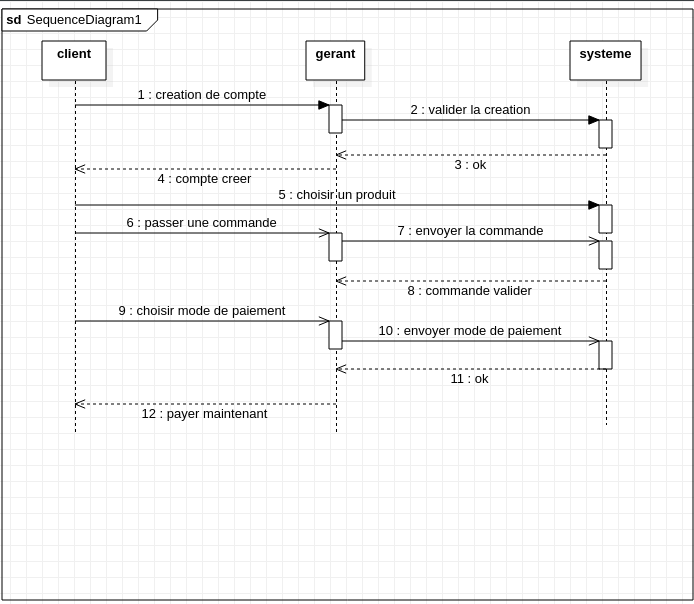 sd SequenceDiagram1
client
gerant
systeme
1 : creation de compte
2 : valider la creation
3 : ok
4 : compte creer
5 : choisir un produit
6 : passer une commande
7 : envoyer la commande
8 : commande valider
9 : choisir mode de paiement
10 : envoyer mode de paiement
11 : ok
12 : payer maintenant